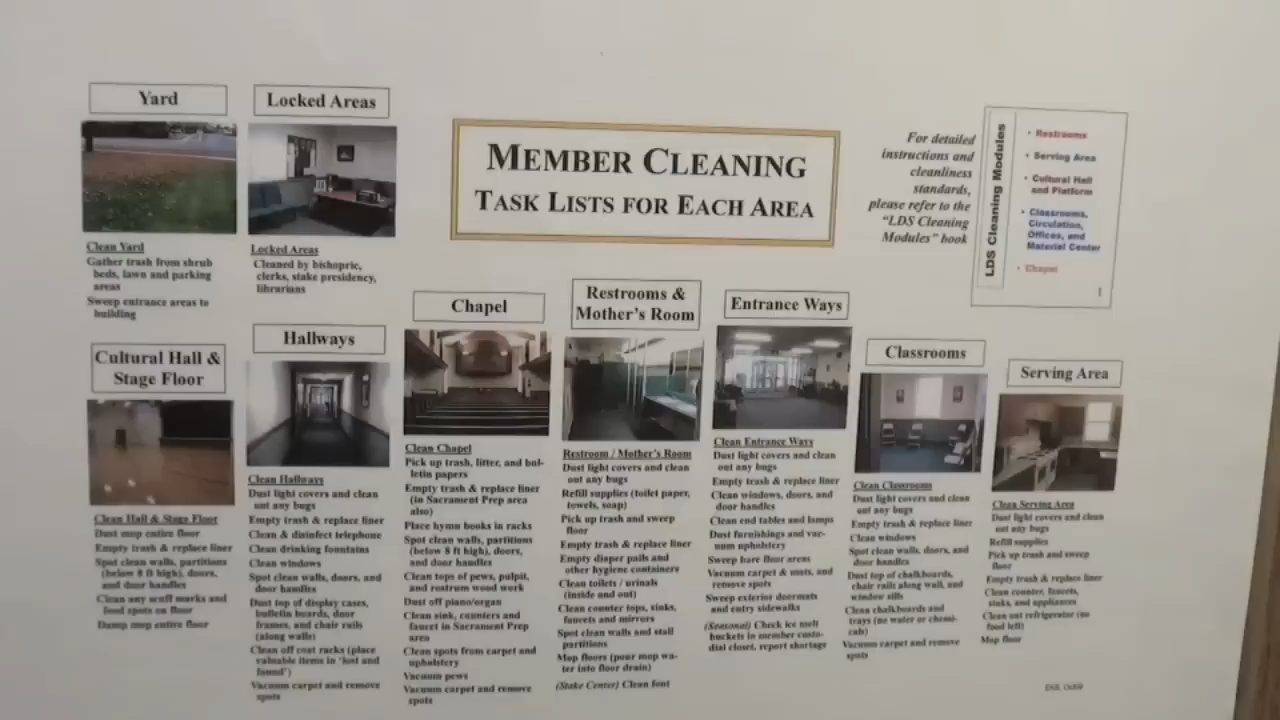 Yard
Clean Yard
Gather trash from shrub
beds, lawn and parking
areas
Sweep entrance areas to
building
Locked Areas
Locked Areas
Cleaned by bishopric,
clerks, stake presidency,
librarians
MEMBER CLEANING
TASK LISTS FOR EACH AREA
For detailed
instructions and
cleanliness
standards,
please refer to the
"LDS Cleaning
Modules" book
LDS Cleaning Modules
• Restrooms
• Serving Area
• Cultural Hall
and Platform
• Classrooms,
Circulation,
Offices, and
Material Center
• Chapel
1
Cultural Hall &
Stage Floor
Clean Hall & Stage Floor
Dust mop entire floor
Empty trash & replace liner
Spot clean walls, partitions
(below 8 ft high), doors,
and door handles
Clean any scuff marks and
food spots on floor
Damp mop entire floor
Hallways
Clean Hallways
Dust light covers and clean
out any bugs
Empty trash & replace liner
Clean & disinfect telephone
Clean drinking fountains
Clean windows
Spot clean walls, doors, and
door handles
Dust top of display cases,
bulletin boards, door
frames, and chair rails
(along walls)
Clean off coat racks (place
valuable items in 'lost and
found')
Vacuum carpet and remove
spots
Chapel
Clean Chapel
Pick up trash, litter, and bul-
letin papers
Empty trash & replace liner
(in Sacrament Prep area
also)
Place hymn books in racks
Spot clean walls, partitions
(below 8 ft high), doors,
and door handles
Clean tops of pews, pulpit,
and rostrum wood work
Dust off piano/organ
Clean sink, counters and
faucet in Sacrament Prep
area
Clean spots from carpet and
upholstery
Vacuum pews
Vacuum carpet and remove
spots
Restrooms &
Mother's Room
Restroom / Mother's Room
Dust light covers and clean
out any bugs
Refill supplies (toilet paper,
towels, soap)
Pick up trash and sweep
floor
Empty trash & replace liner
Empty diaper pails and
other hygiene containers
Clean toilets / urinals
(inside and out)
Clean counter tops, sinks,
faucets and mirrors
Spot clean walls and stall
partitions
Mop floors (pour mop wa-
ter into floor drain)
(Stake Center) Clean font
Entrance Ways
Clean Entrance Ways
Dust light covers and clean
out any bugs
Empty trash & replace liner
Clean windows, doors, and
door handles
Clean end tables and lamps
Dust furnishings and vac-
uum upholstery
Sweep bare floor areas
Vacuum carpet & mats, and
remove spots
Sweep exterior doormats
and entry sidewalks
(Seasonal) Check ice melt
buckets in member custo-
dial closet, report shortage
Classrooms
Clean Classrooms
Dust light covers and clean
out any bugs
Empty trash & replace liner
Clean windows
Spot clean walls, doors, and
door handles
Dust top of chalkboards,
chair rails along wall, and
window sills
Clean chalkboards and
trays (no water or chemi-
cals)
Vacuum carpet and remove
spots
Serving Area
Clean Serving Area
Dust light covers and clean
out any bugs
Refill supplies
Pick up trash and sweep
floor
Empty trash & replace liner
Clean counter, faucets,
sinks, and appliances
Clean out refrigerator (no
food left)
Mop floor